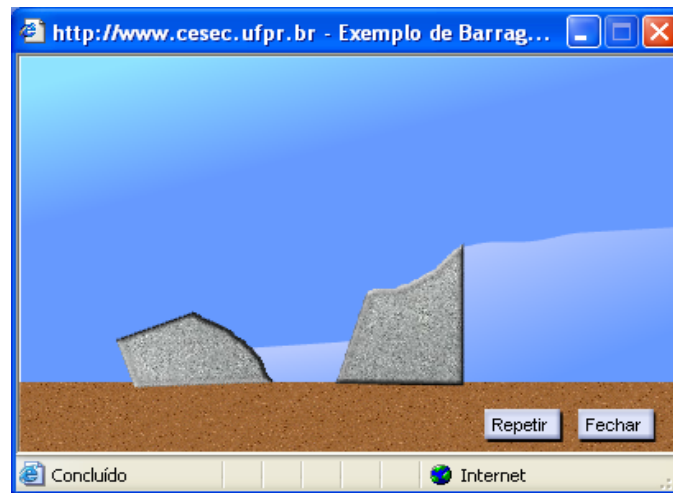 http://www.cesec.ufpr.br - Exemplo de Barrag...
Repetir Fechar
Concluído Internet